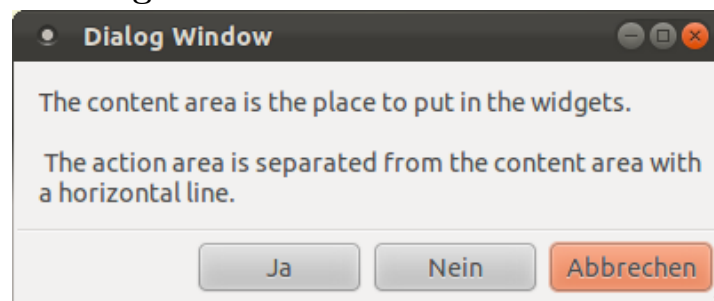 Dialog Window
The content area is the place to put in the widgets.
The action area is separated from the content area with
a horizontal line.
Ja Nein Abbrechen